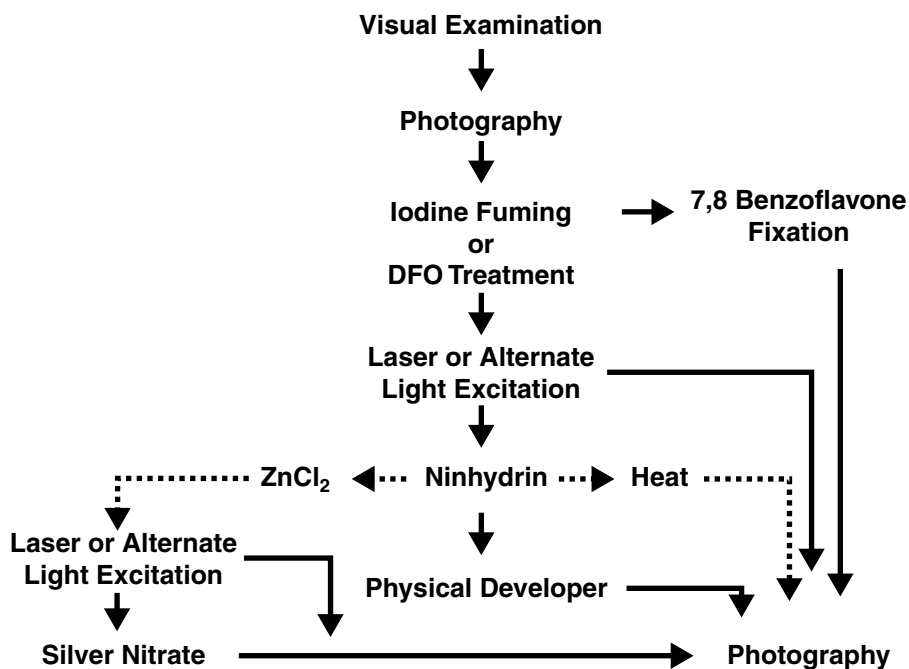 Visual Examination
Photography
Iodine Fuming
or
DFO Treatment
7,8 Benzoflavone
Fixation
Laser or Alternate
Light Excitation
ZnCl₂
Ninhydrin
Heat
Laser or Alternate
Light Excitation
Physical Developer
Silver Nitrate
Photography